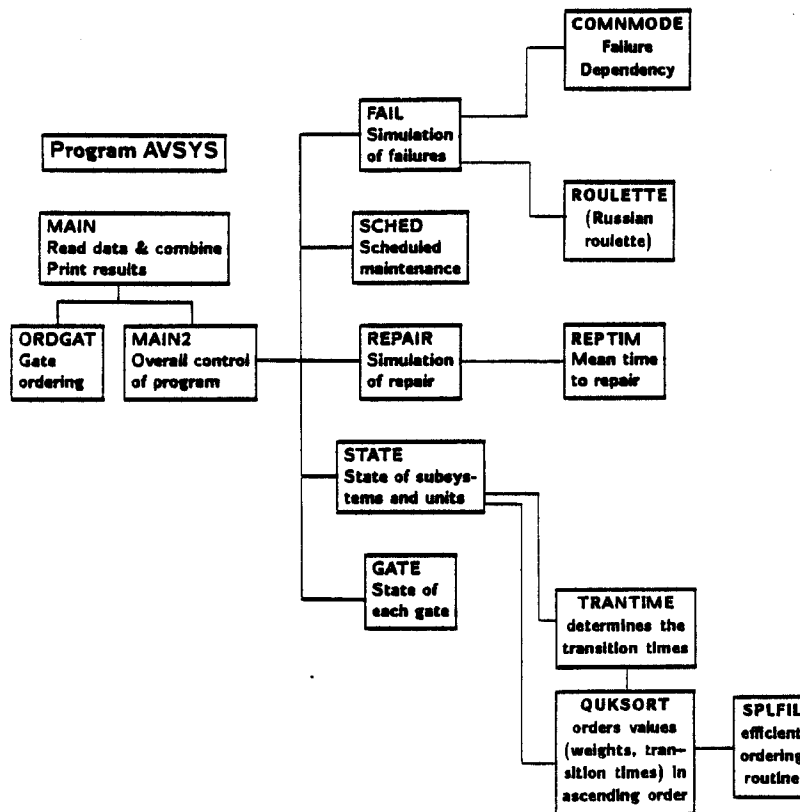 Program AVSYS
MAIN
Read data & combine
Print results
ORDGAT
Gate
ordering
MAIN2
Overall control
of program
FAIL
Simulation
of failures
SCHED
Scheduled
maintenance
REPAIR
Simulation
of repair
STATE
State of subsys-
tems and units
GATE
State of
each gate
COMNMODE
Failure
Dependency
ROULETTE
(Russian
roulette)
REPTIM
Mean time
to repair
TRANTIME
determines the
transition times
QUKSORT
orders values
(weights, tran-
sition times) in
ascending order
SPLFIL
efficient
ordering
routine